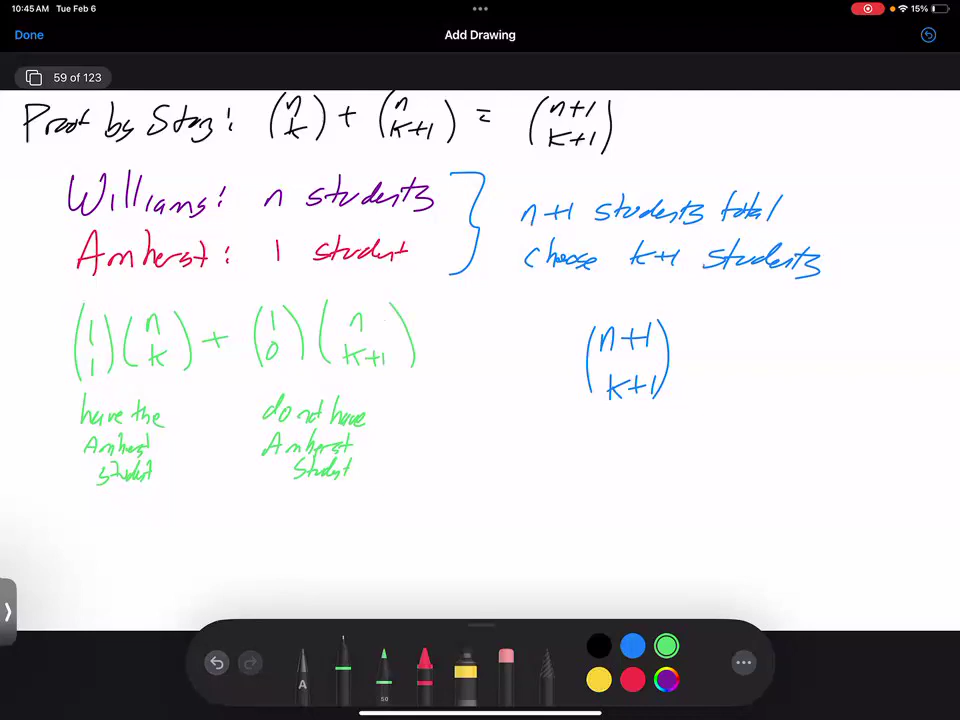 10:45 AM Tue Feb 6
15%
Done
Add Drawing
59 of 123
Proof by Story: (n k) + (n k+1) = (n+1 k+1)
Williams: n students
Amherst: 1 student
n+1 students total
choose k+1 students
(1 1)(n k) + (1 0)(n k+1)
(n+1 k+1)
have the
Amherst
student
do not have
Amherst
Student
A
50